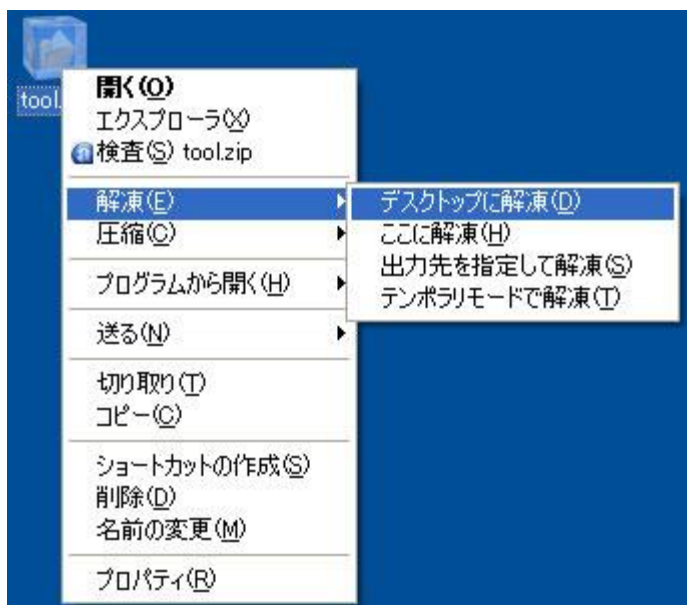 tool.
開く(O)
エクスプローラ(X)
検査(S) tool.zip
解凍(E)
圧縮(C)
プログラムから開く(H)
送る(N)
切り取り(T)
コピー(C)
ショートカットの作成(S)
削除(D)
名前の変更(M)
プロパティ(R)
デスクトップに解凍(D)
ここに解凍(H)
出力先を指定して解凍(S)
テンポラリモードで解凍(T)